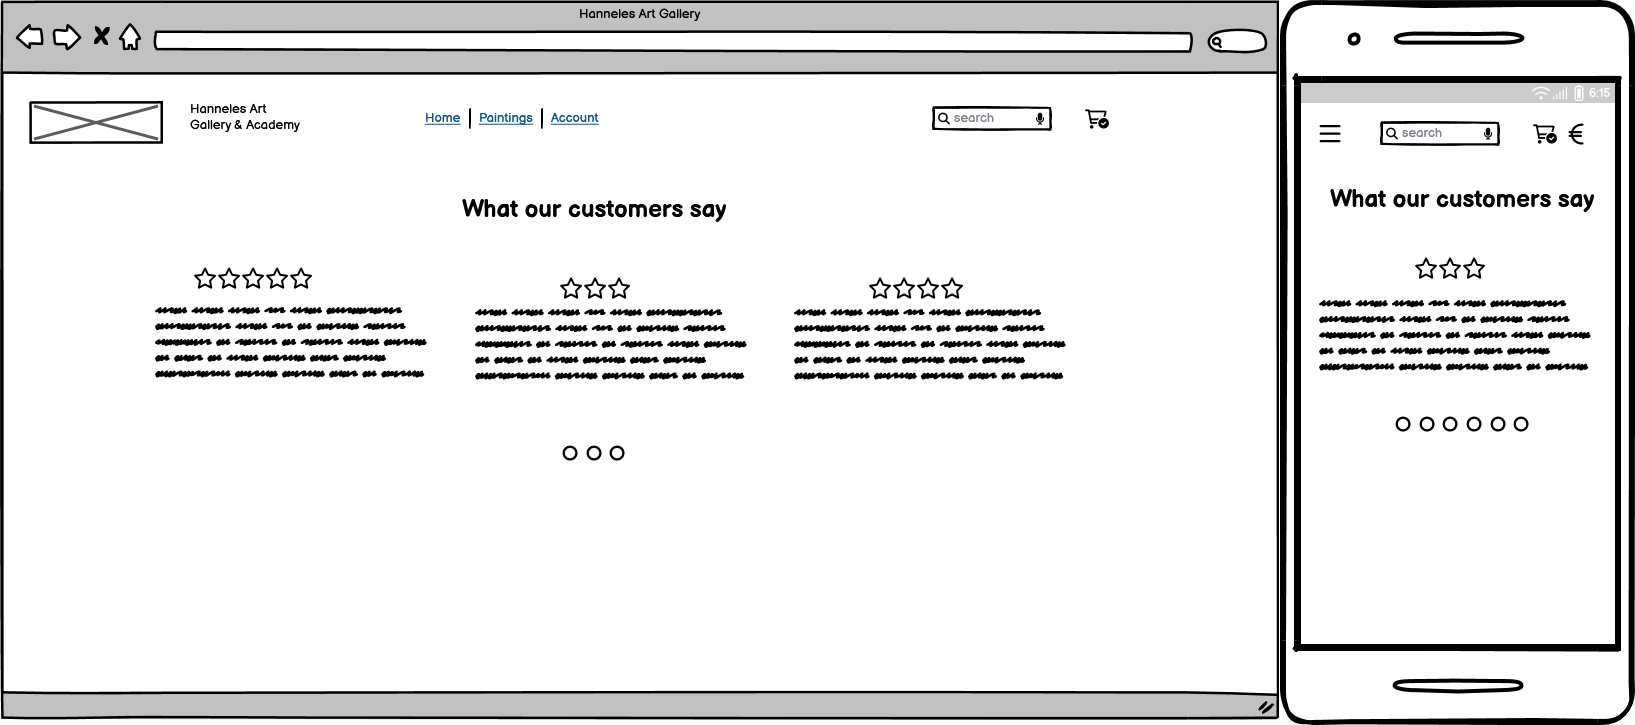 Hanneles Art Gallery
Hanneles Art
Gallery & Academy
Home
Paintings
Account
search
What our customers say
6:15
search
€
What our customers say